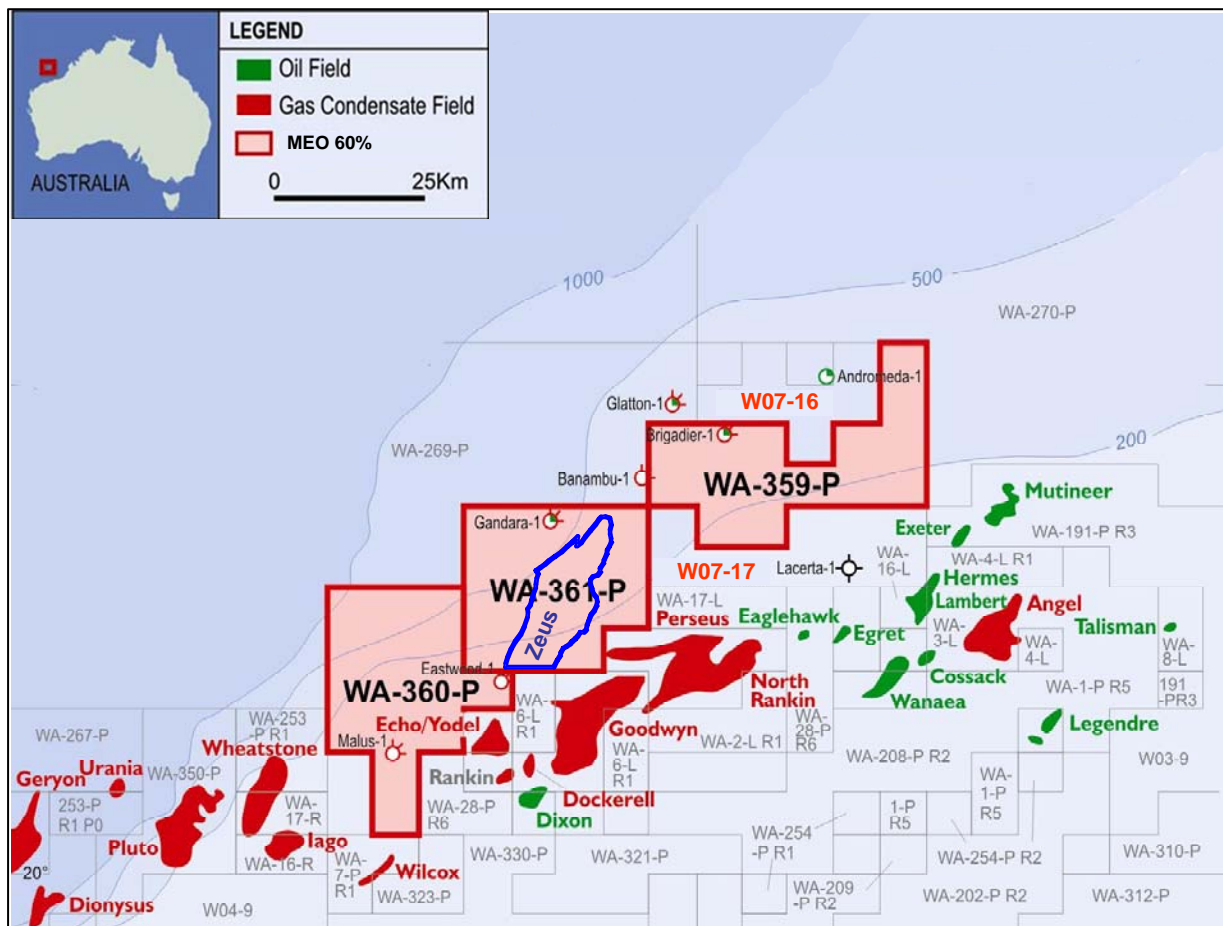 LEGEND
Oil Field
Gas Condensate Field
MEO 60%
0 25Km
AUSTRALIA
1000
500
WA-270-P
Andromeda-1
Glatton-1
W07-16
Brigadier-1
200
WA-269-P
Banambu-1
WA-359-P
Mutineer
Gandara-1
Exeter
WA-191-P R3
WA-
16-L
WA-4-L R1
W07-17
Lacerta-1
Hermes
WA-361-P
Zeus
WA-17-L
Lambert
Angel
Perseus
Eaglehawk
Egret
WA-
3-L
WA-
4-L
Talisman
WA-
8-L
Eastwood-1
Cossack
WA-360-P
North
Rankin
Wanaea
WA-1-P R5
191
-PR3
WA-
6-L
R1
Echo/Yodel
Goodwyn
WA-
28-P
R6
Legendre
WA-267-P
WA-253
-P R1
Malus-1
WA-2-L R1
WA-208-P R2
W03-9
Wheatstone
WA-
6-L
R1
Geryon
Urania
WA-350-P
Rankin
Dockerell
WA-
1-P
R5
253-P
R1 P0
WA-
17-R
WA-28-P
R6
Dixon
1-P
R5
Pluto
Iago
WA-254
-P R1
WA-254-P R2
WA-310-P
20°
WA-16-R
WA-
7-P
R1
Wilcox
WA-330-P
WA-321-P
WA-323-P
WA-209
-P R2
WA-202-P R2
WA-312-P
Dionysus
W04-9